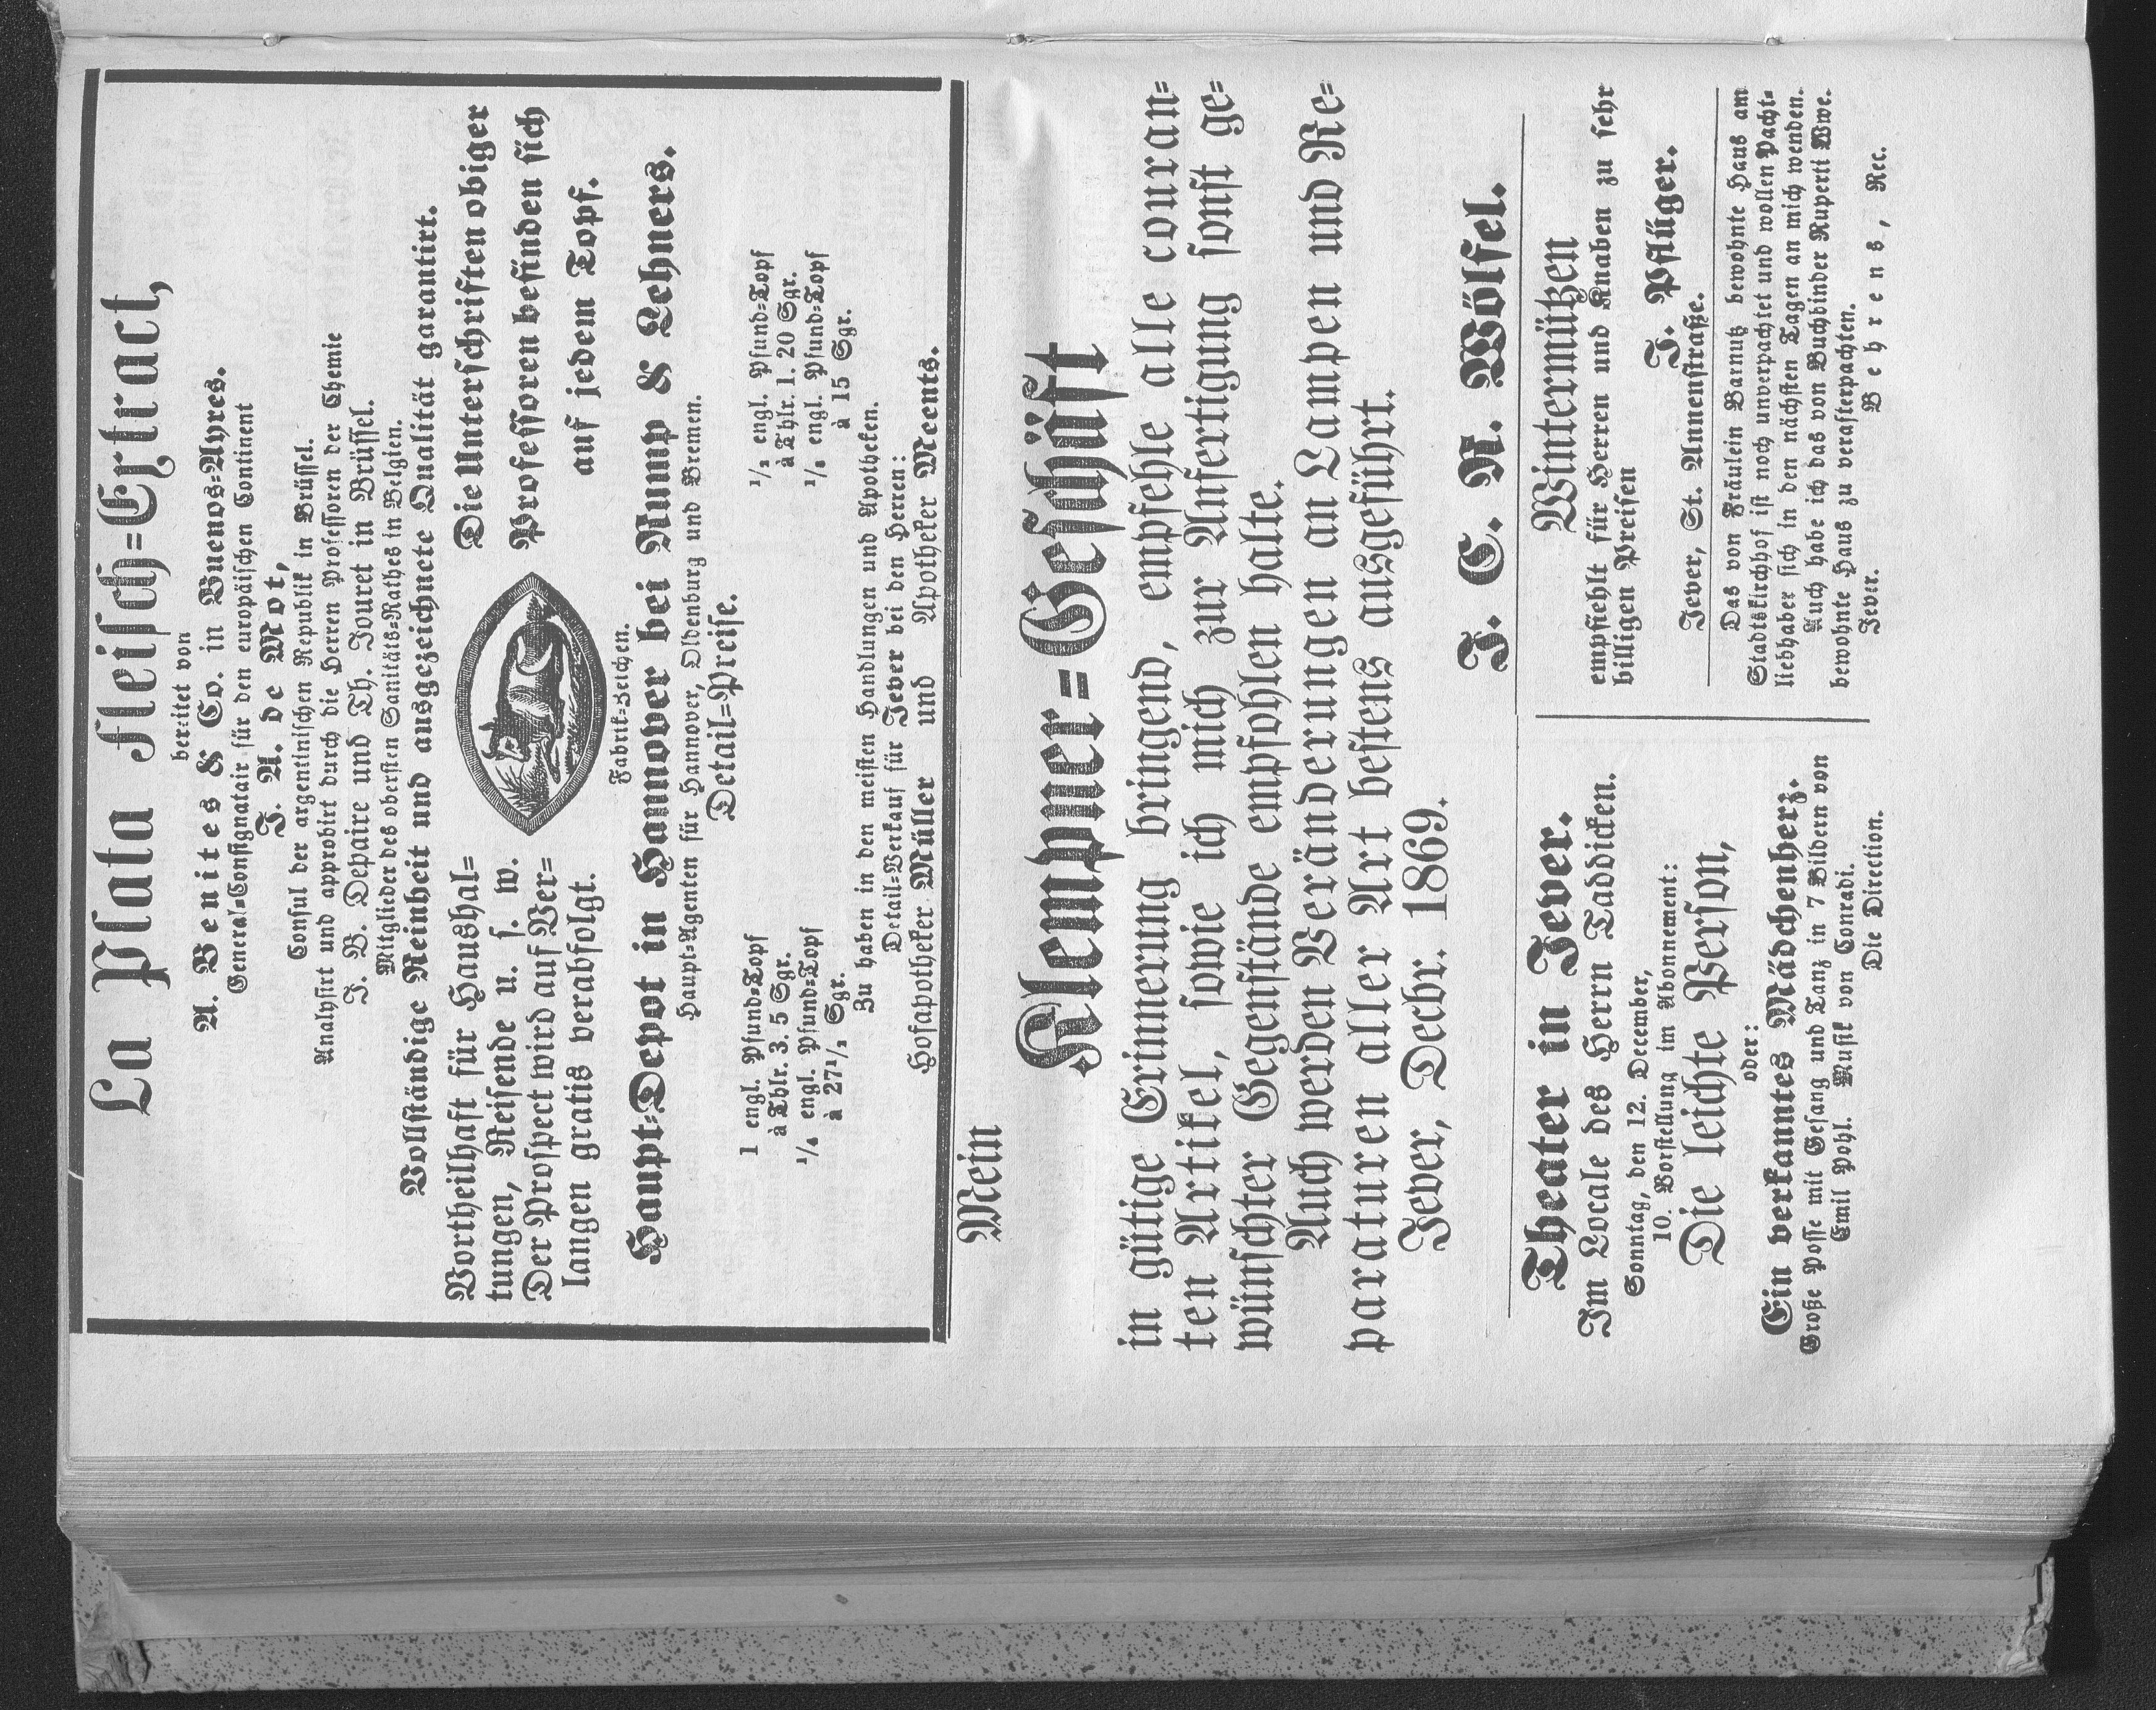 La Plata Fleisch=Extract,
bereitet von
A. Benites & Co. in Buenos=Ayres.
General=Consignatair für den europäischen Continent
J. A. de Mot,
Consul der argentinischen Republik in Brüssel.
Analysirt und approbirt durch die Herren Professoren der Chemie
J. B. Depaire und Th. Jouret in Brüssel.
Mitglieder des obersten Sanitäts=Rathes in Belgien.
Vollständige Reinheit und ausgezeichnete Qualität garantirt.
Vortheilhaft für Haushal=
tungen, Reisende u. s. w.
Der Prospect wird auf Ver=
langen gratis verabfolgt.
Fabrik=Zeichen.
Die Unterschriften obiger
Professoren befinden sich
auf jedem Topf.
Haupt=Depot in Hannover bei Rump & Lehners.
Haupt=Agenten für Hannover, Oldenburg und Bremen.
Detail=Preise.
1 engl. Pfund=Topf
à Thlr. 3. 5 Sgr.
1/4 engl. Pfund=Topf
à 27 1/2 Sgr.
1/2 engl. Pfund=Topf
à Thlr. 1. 20 Sgr.
1/8 engl. Pfund=Topf
à 15 Sgr.
Zu haben in den meisten Handlungen und Apotheken.
Detail=Verkauf für Jever bei den Herren:
Hofapotheker Müller und Apotheker Meents.
Mein
Klempner=Geschäft
in gütige Erinnerung bringend, empfehle alle couran=
ten Artikel, sowie ich mich zur Anfertigung sonst ge=
wünschter Gegenstände empfohlen halte.
Auch werden Veränderungen an Lampen und Re=
paraturen aller Art bestens ausgeführt.
Jever, Decbr. 1869.
J. C. R. Wölfel.
Theater in Jever.
Im Locale des Herrn Taddicken.
Sonntag, den 12. December,
10. Vorstellung im Abonnement:
Die leichte Person,
oder:
Ein verkanntes Mädchenherz.
Große Posse mit Gesang und Tanz in 7 Bildern von
Emil Pohl. Musik von Conradi.
Die Direction.
Wintermützen
empfiehlt für Herren und Knaben zu sehr
billigen Preisen
J. Pflüger.
Jever, St. Annenstraße.
Das von Fräulein Barnutz bewohnte Haus am
Stadtskirchhof ist noch unverpachtet und wollen Pacht=
liebhaber sich in den nächsten Tagen an mich wenden.
Auch habe ich das von Buchbinder Ruperti Wwe.
bewohnte Haus zu verafterpachten.
Jever. Behrens, Rec.